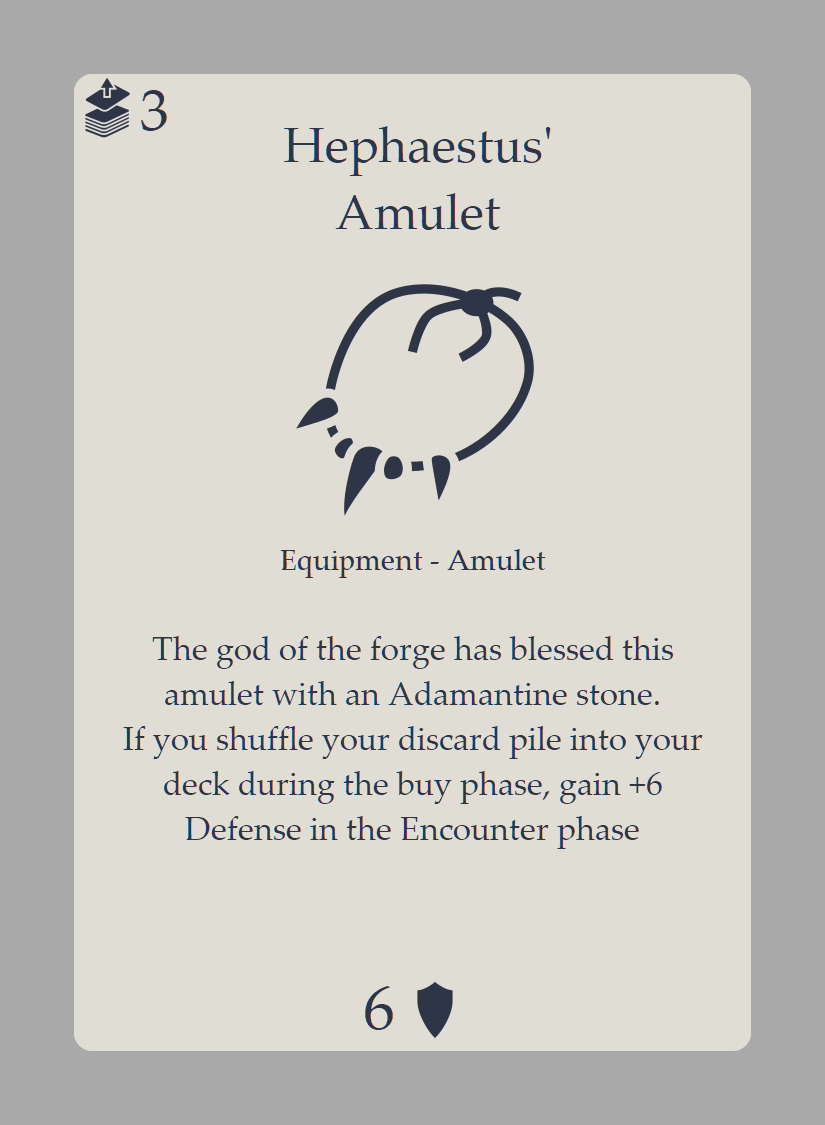 3
Hephaestus'
Amulet
Equipment - Amulet
The god of the forge has blessed this
amulet with an Adamantine stone.
If you shuffle your discard pile into your
deck during the buy phase, gain +6
Defense in the Encounter phase
6